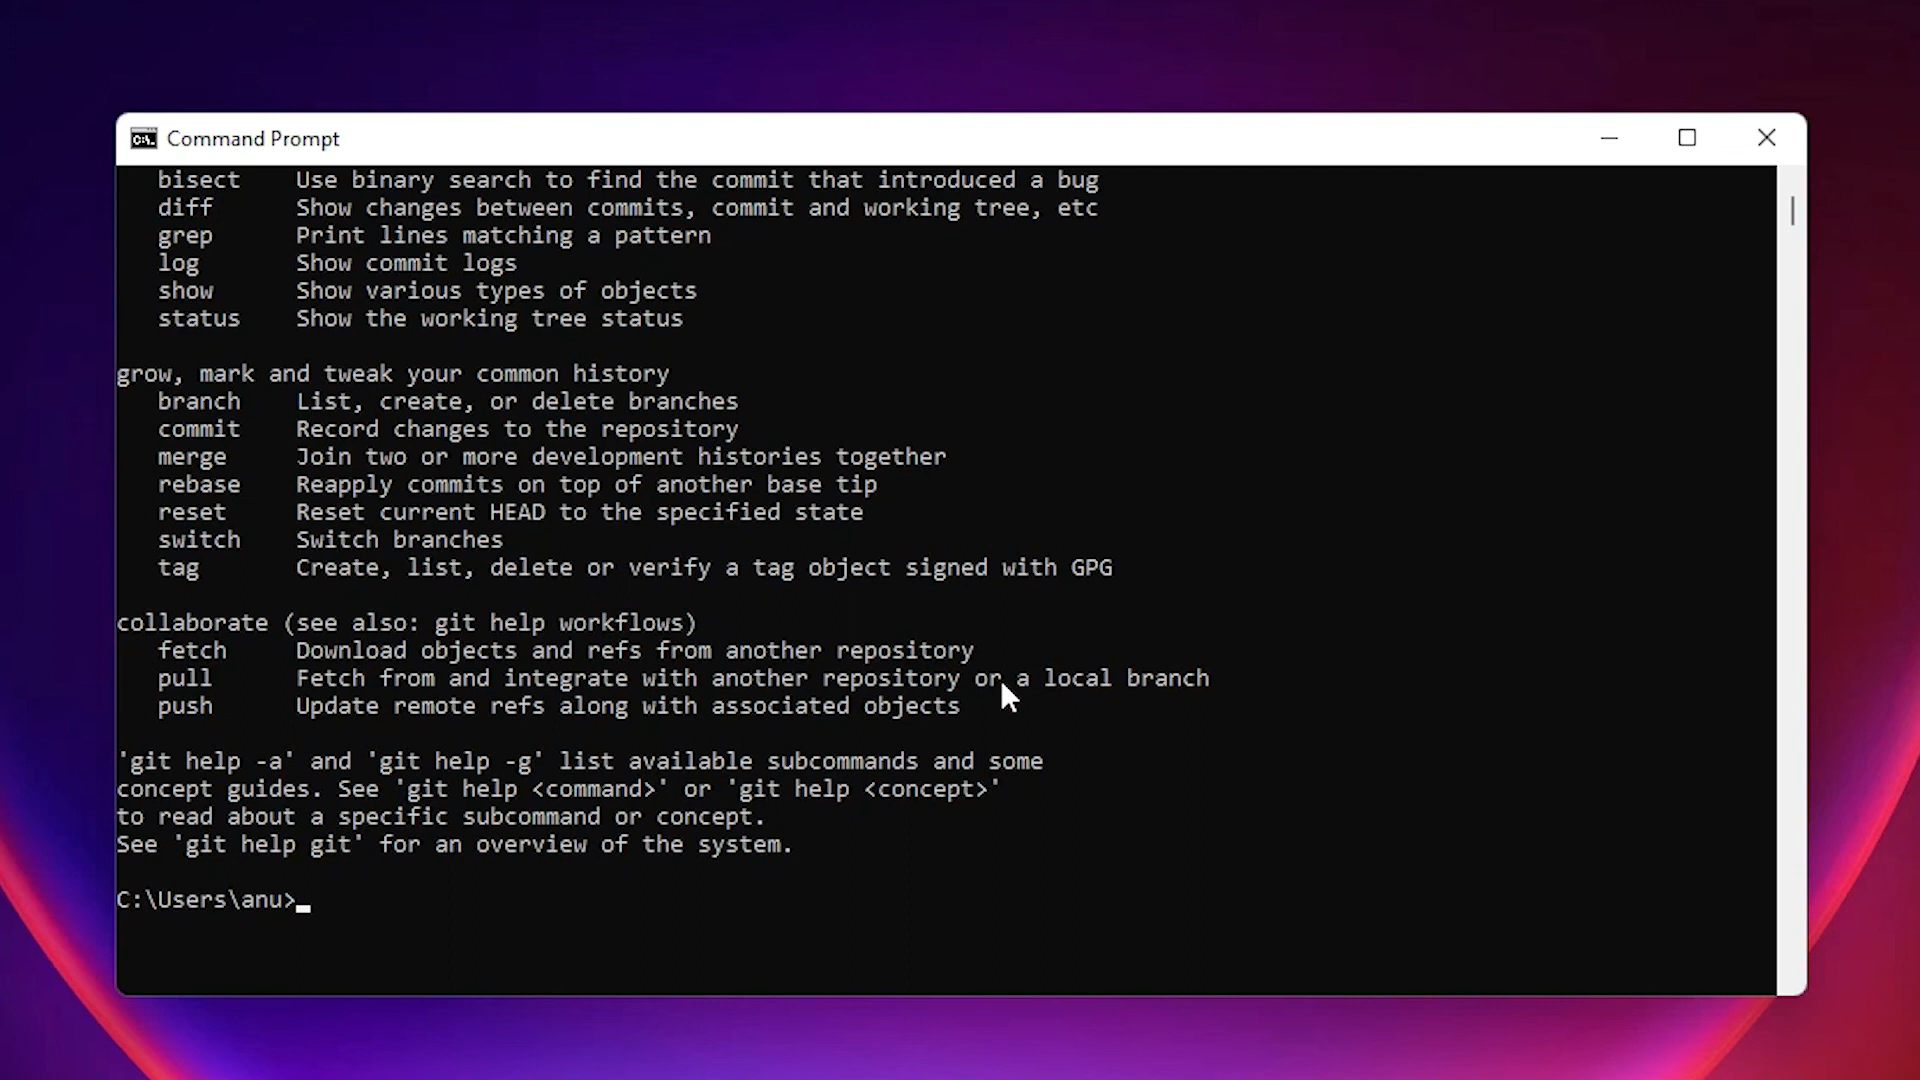 Command Prompt
bisect Use binary search to find the commit that introduced a bug
diff Show changes between commits, commit and working tree, etc
grep Print lines matching a pattern
log Show commit logs
show Show various types of objects
status Show the working tree status
grow, mark and tweak your common history
branch List, create, or delete branches
commit Record changes to the repository
merge Join two or more development histories together
rebase Reapply commits on top of another base tip
reset Reset current HEAD to the specified state
switch Switch branches
tag Create, list, delete or verify a tag object signed with GPG
collaborate (see also: git help workflows)
fetch Download objects and refs from another repository
pull Fetch from and integrate with another repository or a local branch
push Update remote refs along with associated objects
'git help -a' and 'git help -g' list available subcommands and some
concept guides. See 'git help <command>' or 'git help <concept>'
to read about a specific subcommand or concept.
See 'git help git' for an overview of the system.
C:\Users\anu>